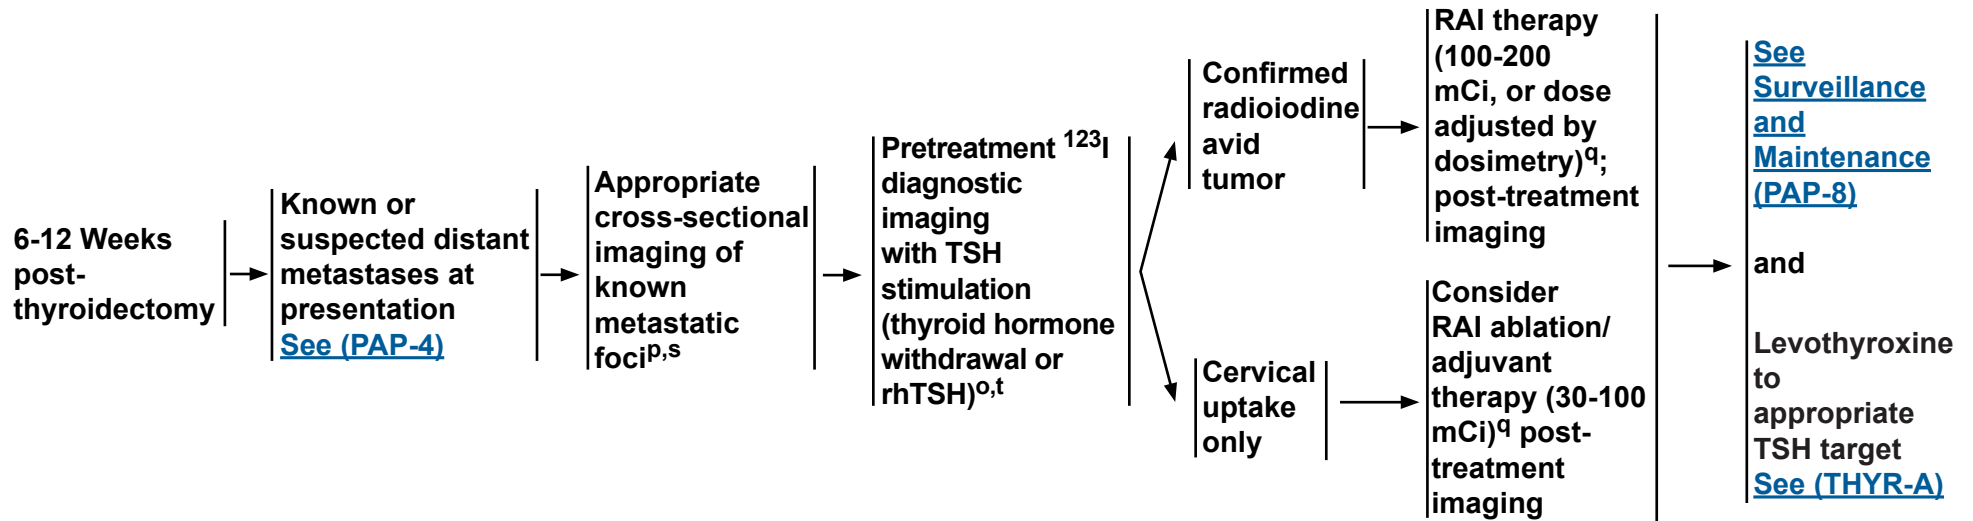 6-12 Weeks
post-
thyroidectomy
Known or
suspected distant
metastases at
presentation
See (PAP-4)
Appropriate
cross-sectional
imaging of
known
metastatic
foci^p,s
Pretreatment ^123I
diagnostic
imaging
with TSH
stimulation
(thyroid hormone
withdrawal or
rhTSH)^o,t
Confirmed
radioiodine
avid
tumor
RAI therapy
(100-200
mCi, or dose
adjusted by
dosimetry)^q;
post-treatment
imaging
Cervical
uptake
only
Consider
RAI ablation/
adjuvant
therapy (30-100
mCi)^q post-
treatment
imaging
See
Surveillance
and
Maintenance
(PAP-8)
and
Levothyroxine
to
appropriate
TSH target
See (THYR-A)